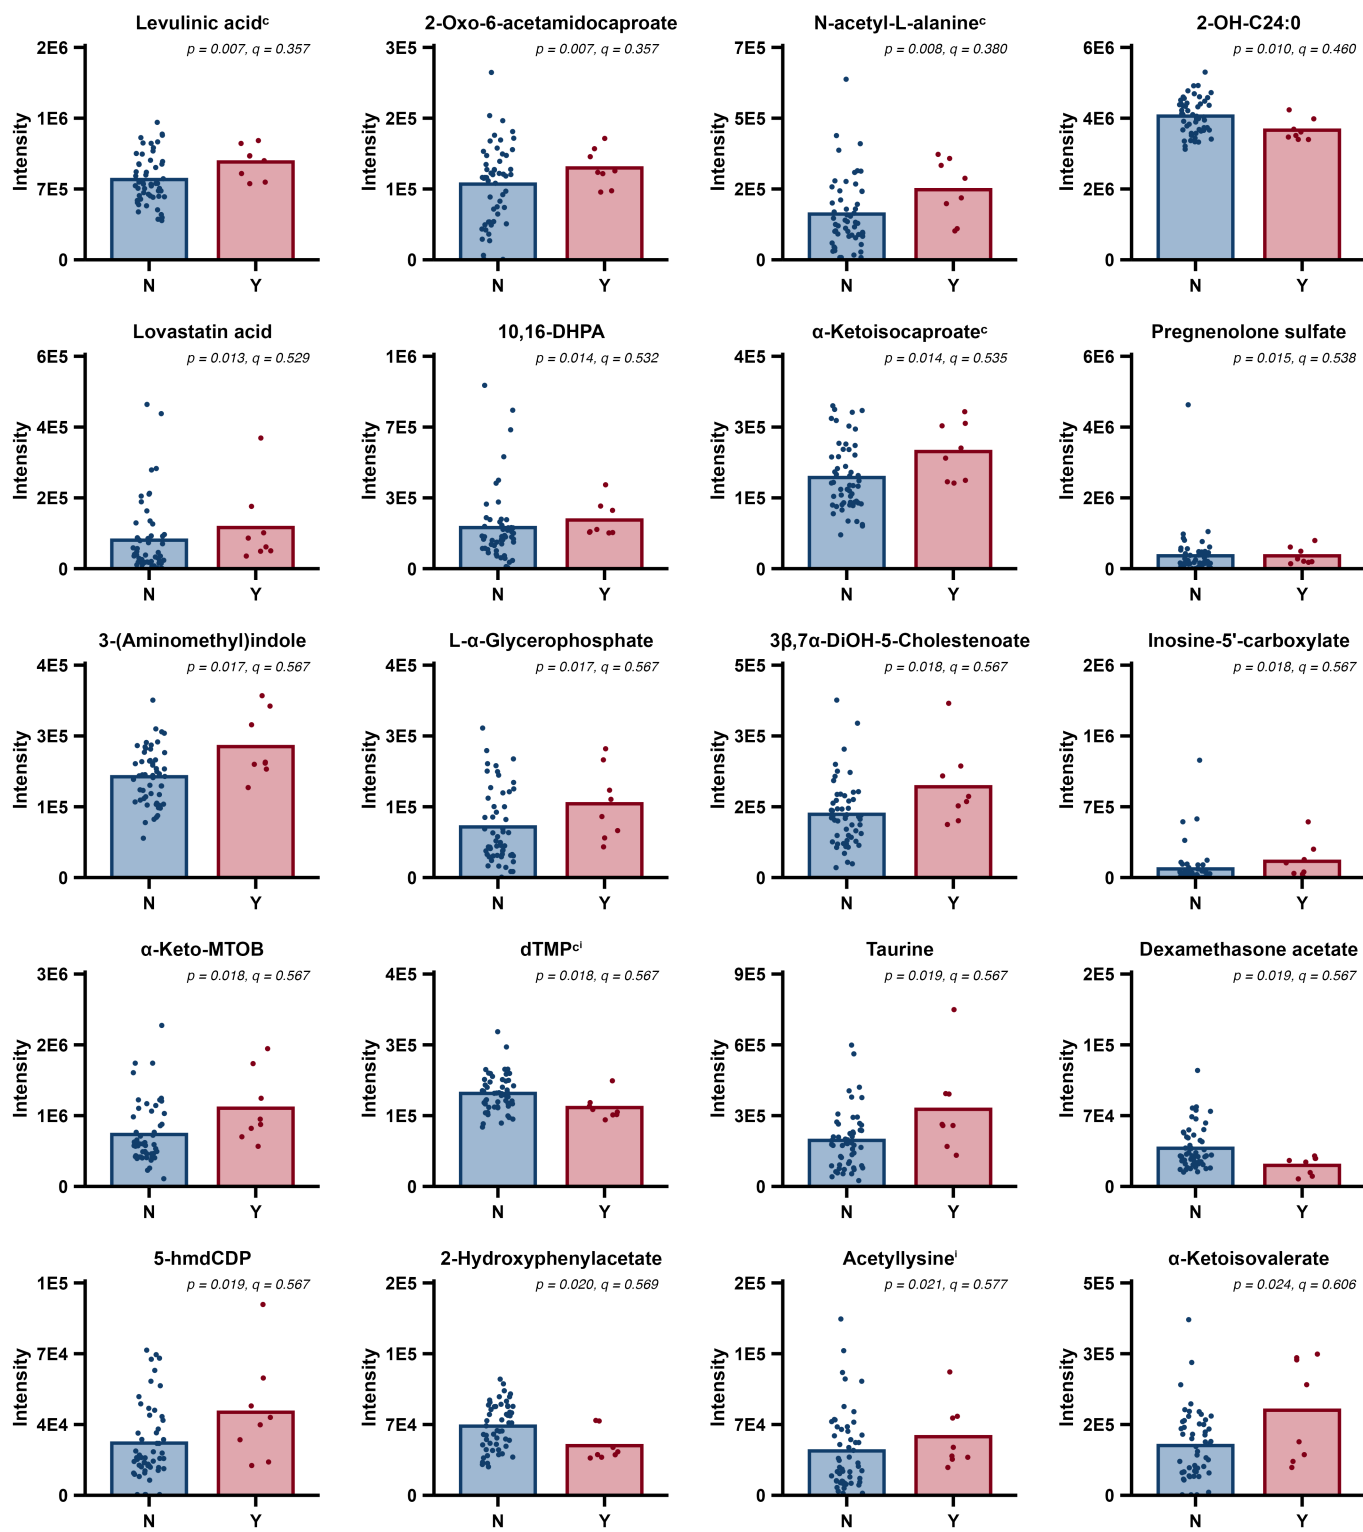 Levulinic acidᶜ
p = 0.007, q = 0.357
2E6
1E6
7E5
0
Intensity
N
Y
2-Oxo-6-acetamidocaproate
p = 0.007, q = 0.357
3E5
2E5
1E5
0
Intensity
N
Y
N-acetyl-L-alanineᶜ
p = 0.008, q = 0.380
7E5
5E5
2E5
0
Intensity
N
Y
2-OH-C24:0
p = 0.010, q = 0.460
6E6
4E6
2E6
0
Intensity
N
Y
Lovastatin acid
p = 0.013, q = 0.529
6E5
4E5
2E5
0
Intensity
N
Y
10,16-DHPA
p = 0.014, q = 0.532
1E6
7E5
3E5
0
Intensity
N
Y
α-Ketoisocaproateᶜ
p = 0.014, q = 0.535
4E5
3E5
1E5
0
Intensity
N
Y
Pregnenolone sulfate
p = 0.015, q = 0.538
6E6
4E6
2E6
0
Intensity
N
Y
3-(Aminomethyl)indole
p = 0.017, q = 0.567
4E5
3E5
1E5
0
Intensity
N
Y
L-α-Glycerophosphate
p = 0.017, q = 0.567
4E5
3E5
1E5
0
Intensity
N
Y
3β,7α-DiOH-5-Cholestenoate
p = 0.018, q = 0.567
5E5
3E5
2E5
0
Intensity
N
Y
Inosine-5'-carboxylate
p = 0.018, q = 0.567
2E6
1E6
7E5
0
Intensity
N
Y
α-Keto-MTOB
p = 0.018, q = 0.567
3E6
2E6
1E6
0
Intensity
N
Y
dTMPᶜⁱ
p = 0.018, q = 0.567
4E5
3E5
1E5
0
Intensity
N
Y
Taurine
p = 0.019, q = 0.567
9E5
6E5
3E5
0
Intensity
N
Y
Dexamethasone acetate
p = 0.019, q = 0.567
2E5
1E5
7E4
0
Intensity
N
Y
5-hmdCDP
p = 0.019, q = 0.567
1E5
7E4
4E4
0
Intensity
N
Y
2-Hydroxyphenylacetate
p = 0.020, q = 0.569
2E5
1E5
7E4
0
Intensity
N
Y
Acetyllysineⁱ
p = 0.021, q = 0.577
2E5
1E5
7E4
0
Intensity
N
Y
α-Ketoisovalerate
p = 0.024, q = 0.606
5E5
3E5
2E5
0
Intensity
N
Y